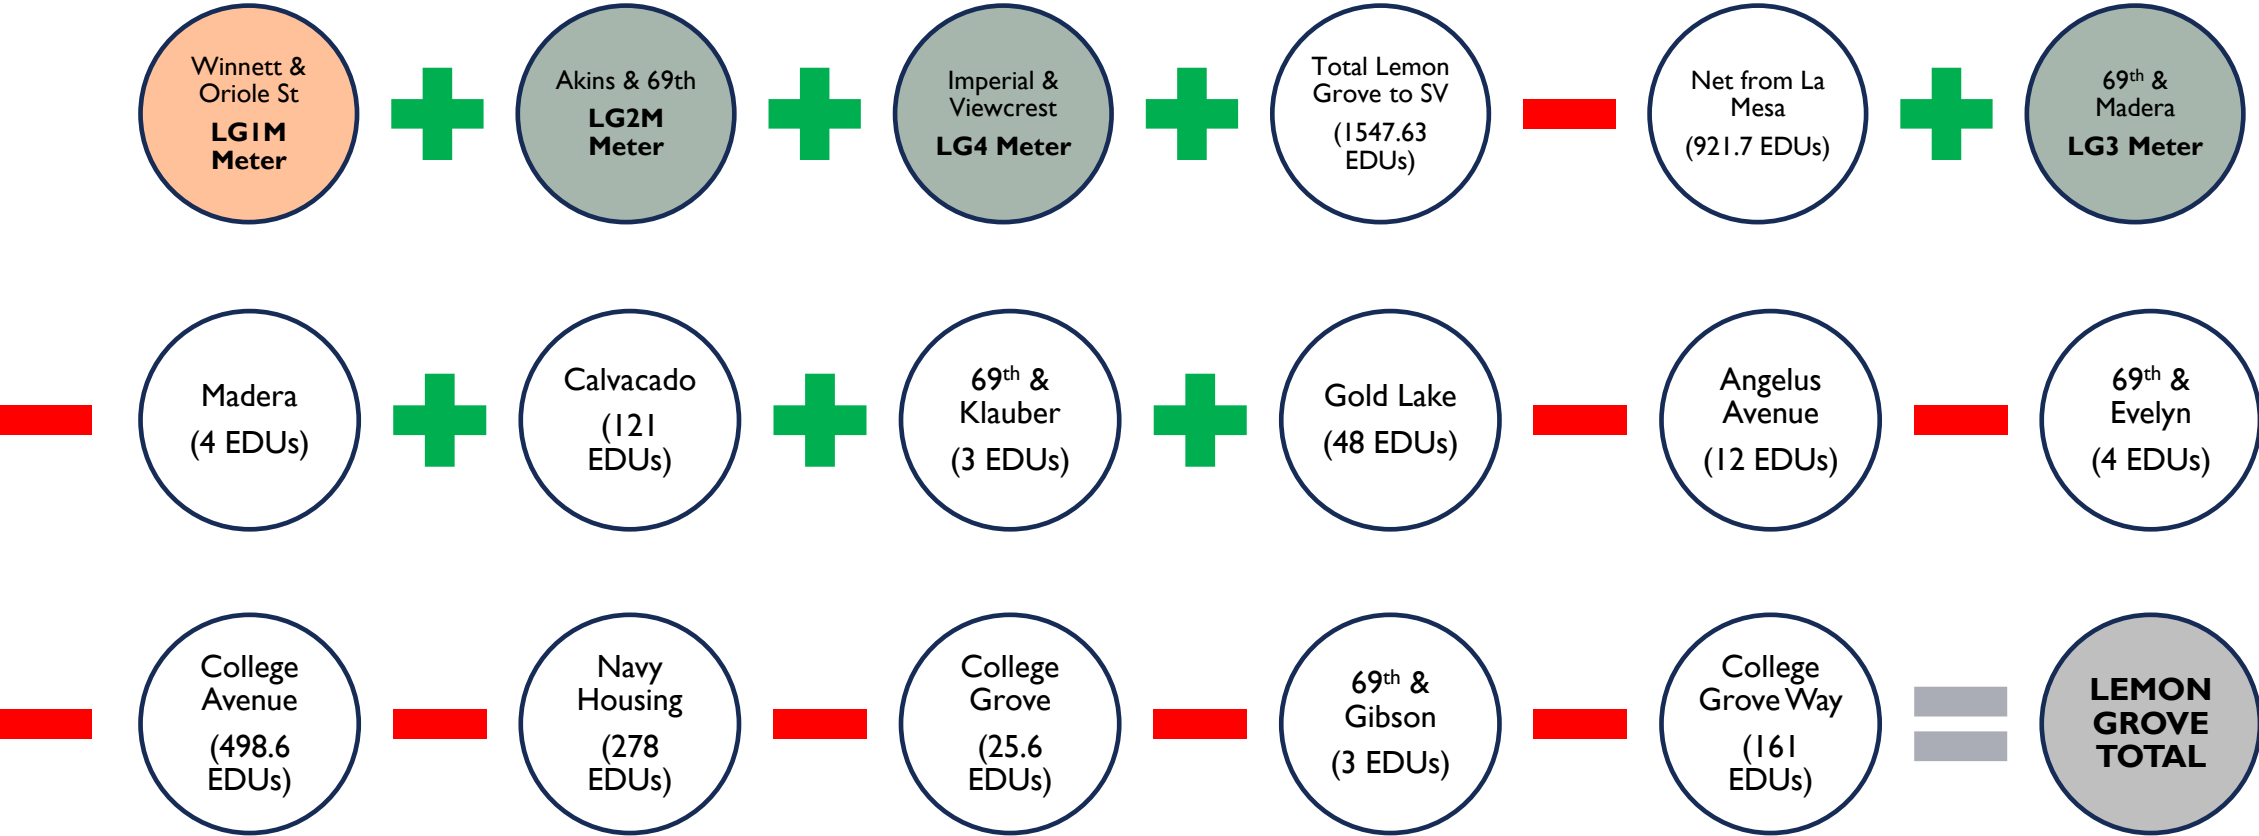 Winnett &
Oriole St
LG1M
Meter
Akins & 69th
LG2M
Meter
Imperial &
Viewcrest
LG4 Meter
Total Lemon
Grove to SV
(1547.63
EDUs)
Net from La
Mesa
(921.7 EDUs)
69th &
Madera
LG3 Meter
Madera
(4 EDUs)
Calvacado
(121
EDUs)
69th &
Klauber
(3 EDUs)
Gold Lake
(48 EDUs)
Angelus
Avenue
(12 EDUs)
69th &
Evelyn
(4 EDUs)
College
Avenue
(498.6
EDUs)
Navy
Housing
(278
EDUs)
College
Grove
(25.6
EDUs)
69th &
Gibson
(3 EDUs)
College
Grove Way
(161
EDUs)
LEMON
GROVE
TOTAL